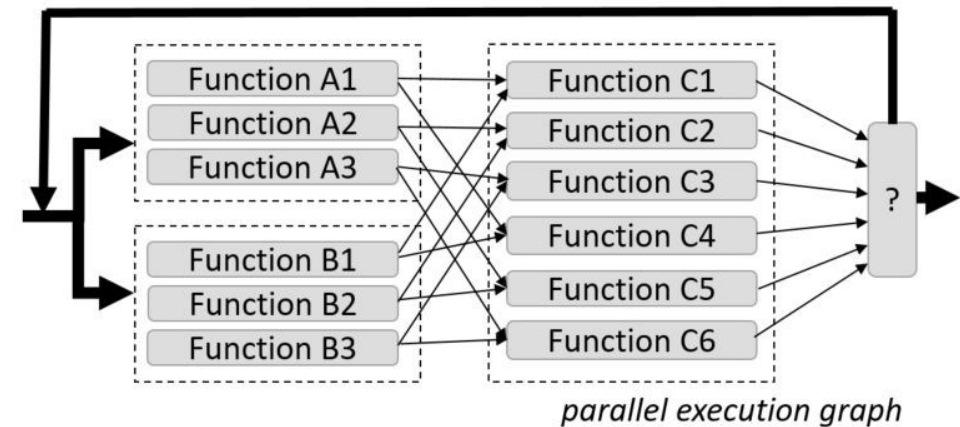 Function A1
Function A2
Function A3
Function B1
Function B2
Function B3
Function C1
Function C2
Function C3
Function C4
Function C5
Function C6
?
parallel execution graph